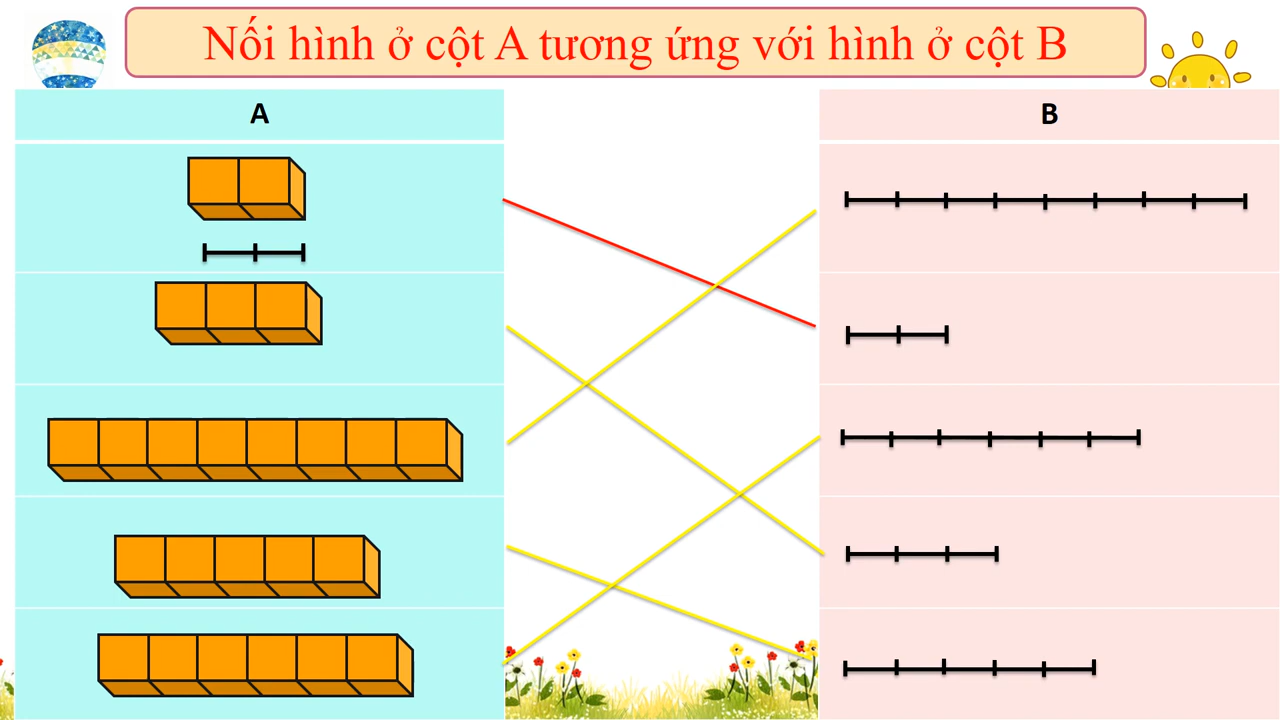 Nối hình ở cột A tương ứng với hình ở cột B
A
B